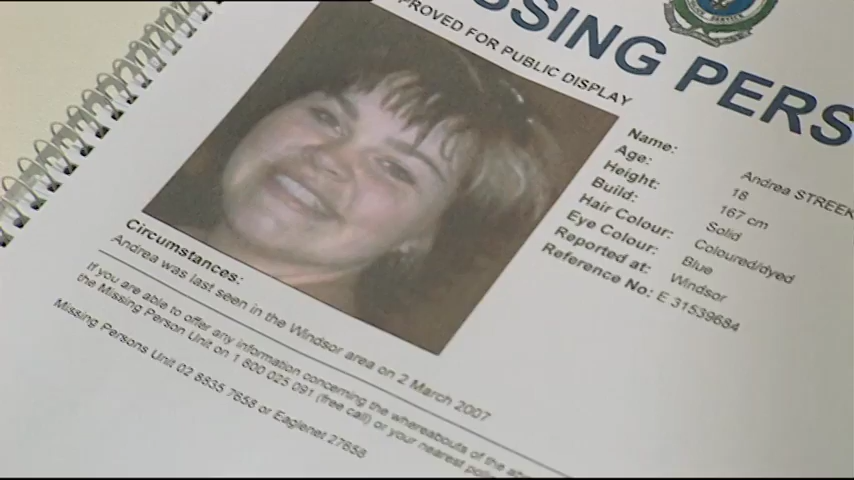 MISSING PERS
PROVED FOR PUBLIC DISPLAY
Name: Andrea STREEK
Age: 18
Height: 167 cm
Build: Solid
Hair Colour: Coloured/dyed
Eye Colour: Blue
Reported at: Windsor
Reference No: E 31539684
Circumstances:
Andrea was last seen in the Windsor area on 2 March 2007
If you are able to offer any information concerning the whereabouts of the abo
the Missing Person Unit on 1 800 025 091 (free call) or your nearest poli
Missing Persons Unit 02 8835 7658 or Eaglenet 27658